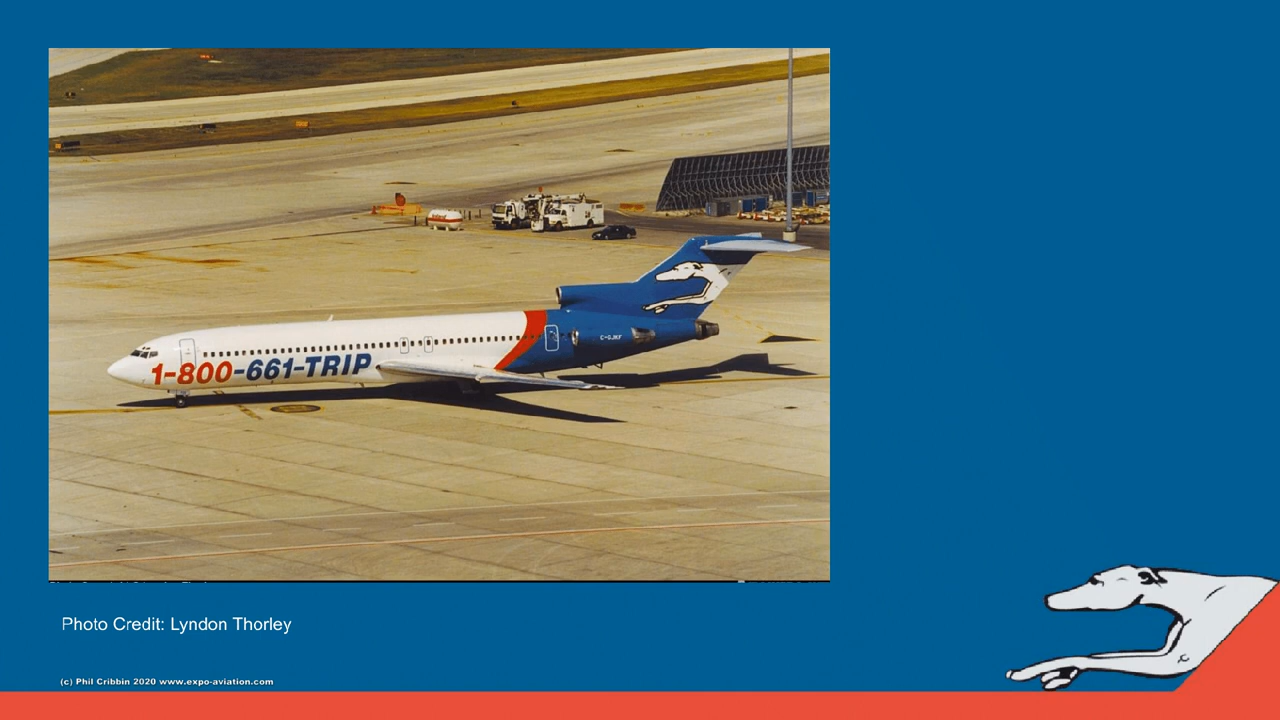 1-800-661-TRIP
C-GJKF
Photo Credit: Lyndon Thorley
(c) Phil Cribbin 2020 www.expo-aviation.com